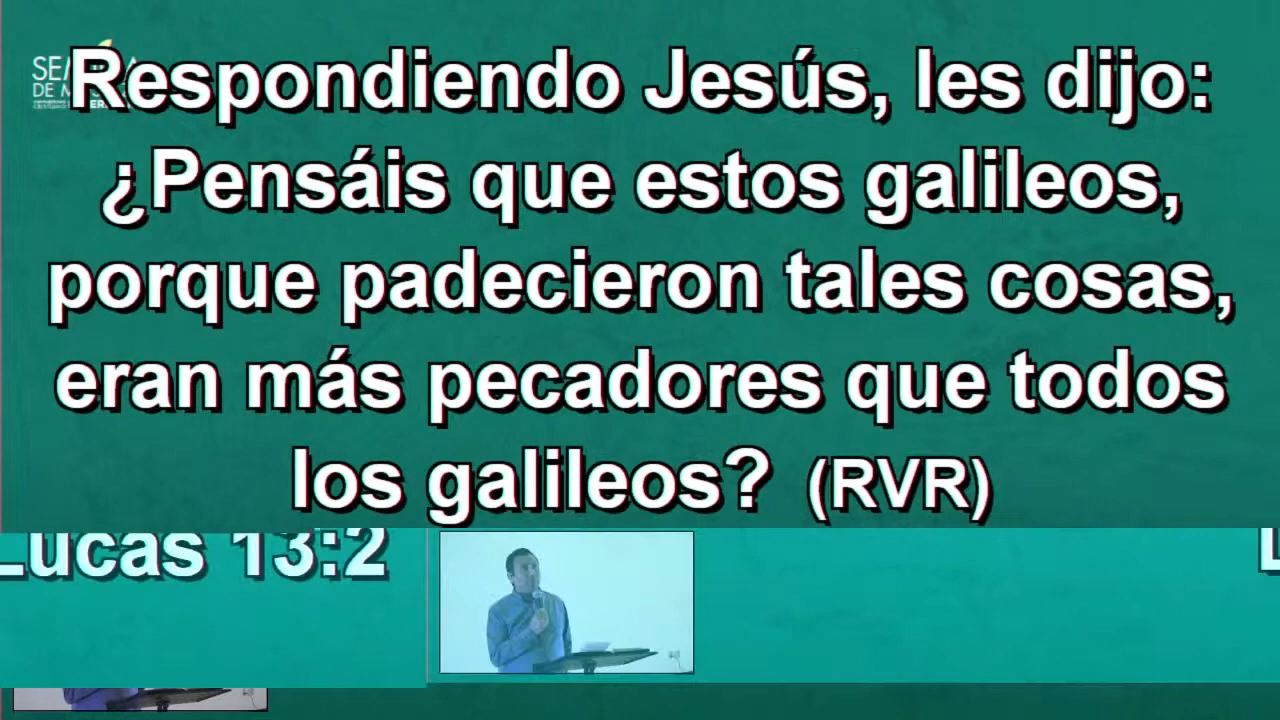 Respondiendo Jesús, les dijo:
¿Pensáis que estos galileos,
porque padecieron tales cosas,
eran más pecadores que todos
los galileos? (RVR)
Lucas 13:2